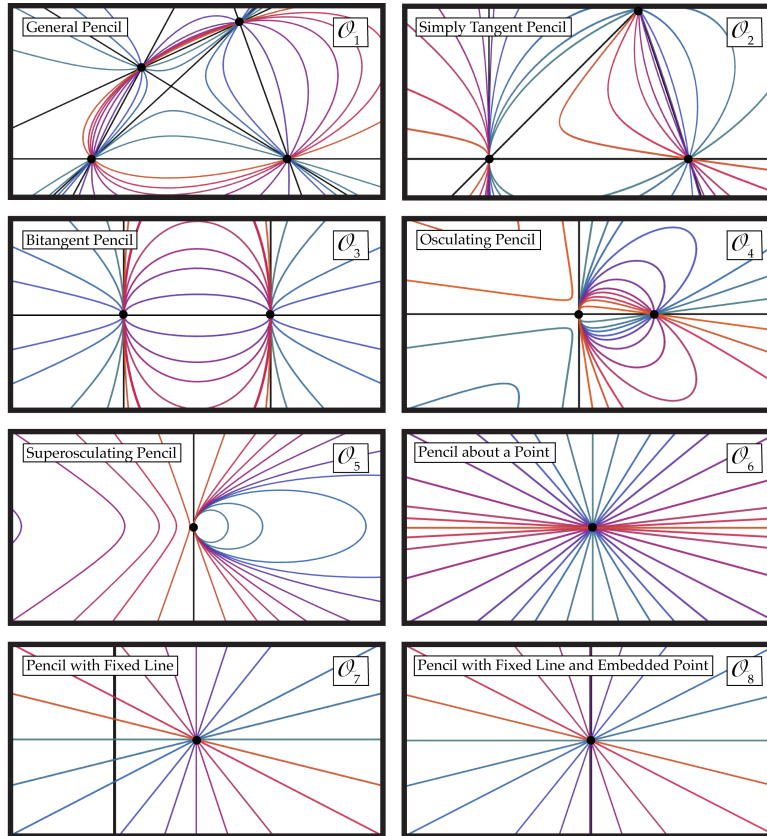 General Pencil
𝒪1
Simply Tangent Pencil
𝒪2
Bitangent Pencil
𝒪3
Osculating Pencil
𝒪4
Superosculating Pencil
𝒪5
Pencil about a Point
𝒪6
Pencil with Fixed Line
𝒪7
Pencil with Fixed Line and Embedded Point
𝒪8